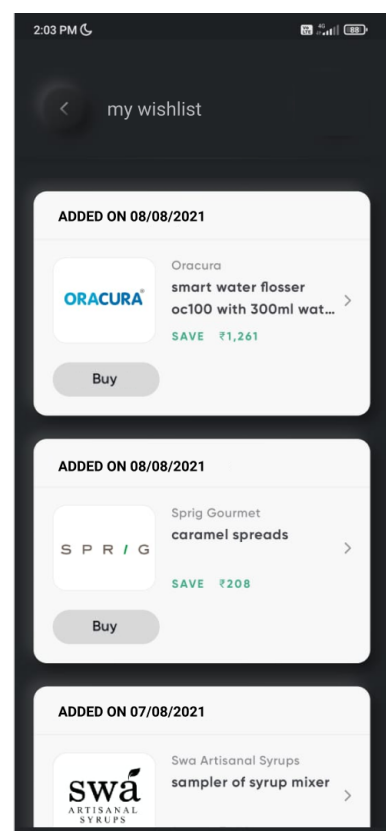 2:03 PM
4G
88
my wishlist
ADDED ON 08/08/2021
ORACURA®
Oracura
smart water flosser
oc100 with 300ml wat...
SAVE ₹1,261
Buy
ADDED ON 08/08/2021
SPRIG
Sprig Gourmet
caramel spreads
SAVE ₹208
Buy
ADDED ON 07/08/2021
swa
ARTISANAL
SYRUPS
Swa Artisanal Syrups
sampler of syrup mixer